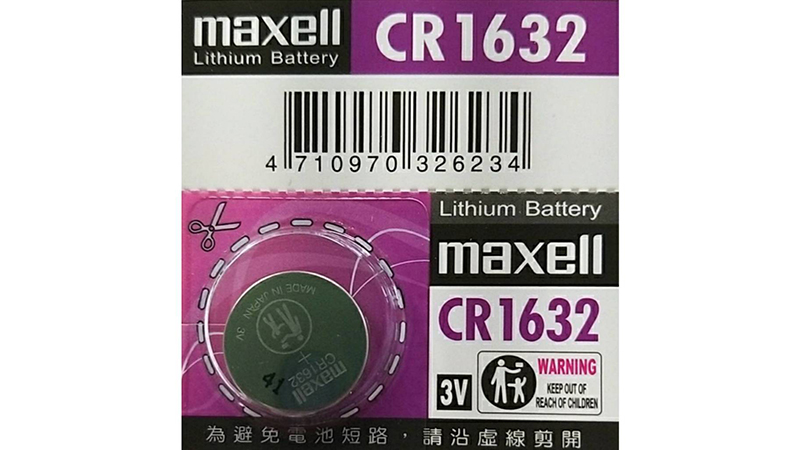 maxell
Lithium Battery
CR1632
4 710970 326234
Lithium Battery
maxell
CR1632
3V
WARNING
KEEP OUT OF
REACH OF CHILDREN
MADE IN JAPAN 3V
+
CR1632
maxell
41
為避免電池短路，請沿虛線剪開